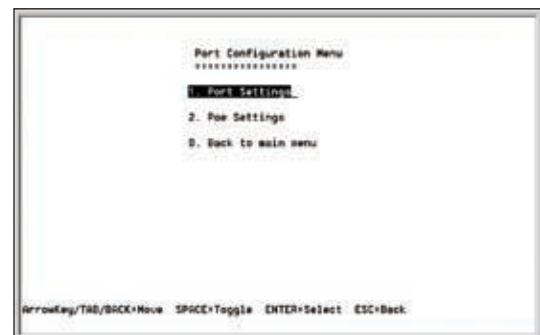 Port Configuration Menu
****************
1. Port Settings
2. Poe Settings
0. Back to main menu
ArrowKey/TAB/BACK=Move SPACE=Toggle ENTER=Select ESC=Back